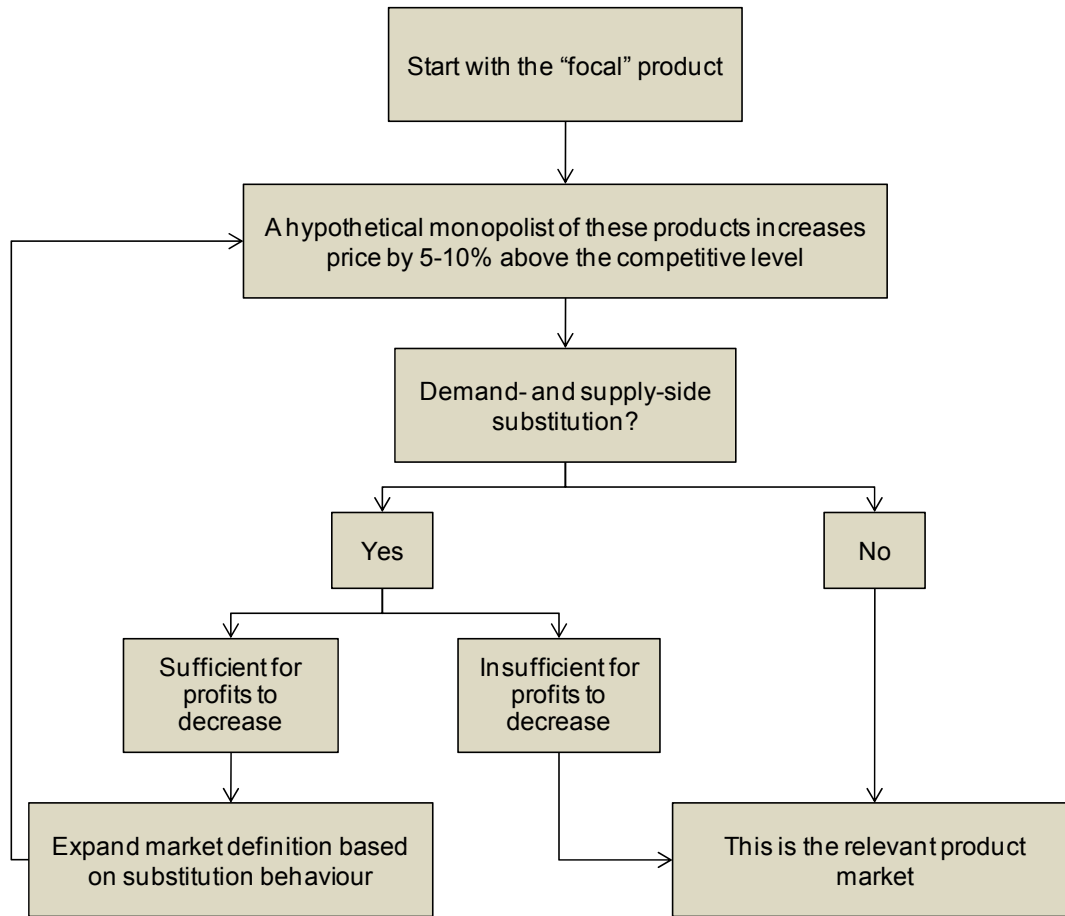 Start with the “focal” product
A hypothetical monopolist of these products increases
price by 5-10% above the competitive level
Demand- and supply-side
substitution?
Yes
No
Sufficient for
profits to
decrease
Insufficient for
profits to
decrease
Expand market definition based
on substitution behaviour
This is the relevant product
market